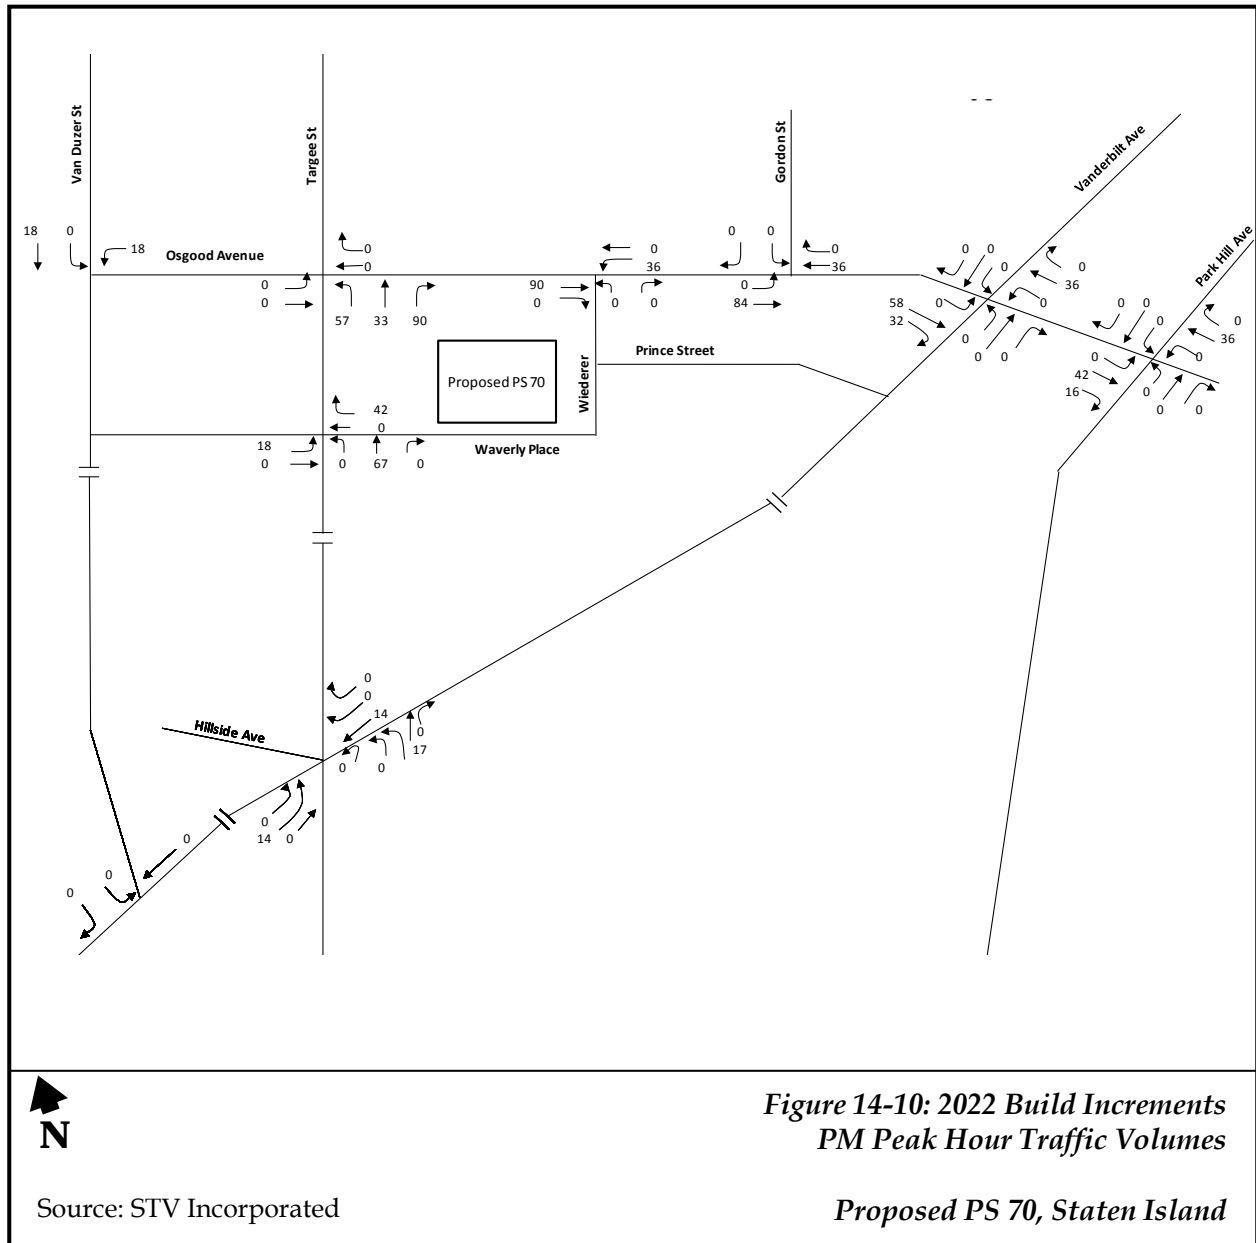 Van Duzer St
Targee St
Gordon St
Vanderbilt Ave
Park Hill Ave
18 0
18
Osgood Avenue
0
0
0
0
57 33 90
0
36
90
0
0 0
0 0
0
36
0
84
0 0
0
0
36
58
32
0
0
0
0 0
0 0
0
0
36
0
42
16
0
0
0 0
Prince Street
Wiederer
Proposed PS 70
42
0
18
0
0 67 0
Waverly Place
0
0
14
0
17
0 0
Hillside Ave
0
14 0
0
0
0
N
Figure 14-10: 2022 Build Increments
PM Peak Hour Traffic Volumes
Source: STV Incorporated
Proposed PS 70, Staten Island